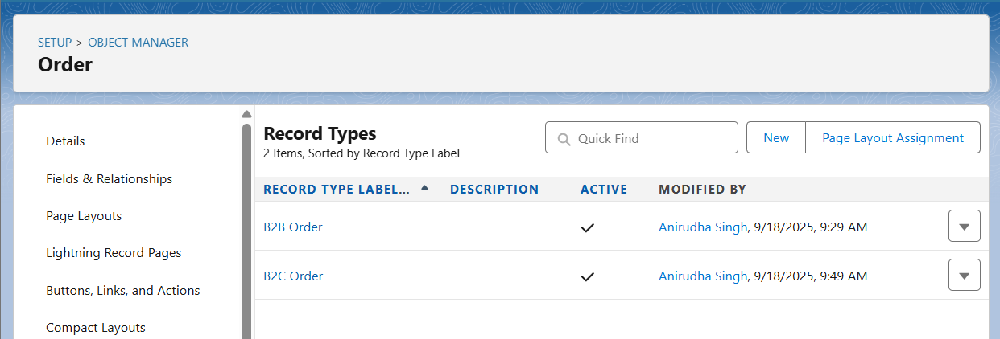 SETUP > OBJECT MANAGER
Order
Details
Fields & Relationships
Page Layouts
Lightning Record Pages
Buttons, Links, and Actions
Compact Layouts
Record Types
2 Items, Sorted by Record Type Label
Quick Find
New
Page Layout Assignment
RECORD TYPE LABEL... DESCRIPTION ACTIVE MODIFIED BY
B2B Order Anirudha Singh, 9/18/2025, 9:29 AM
B2C Order Anirudha Singh, 9/18/2025, 9:49 AM